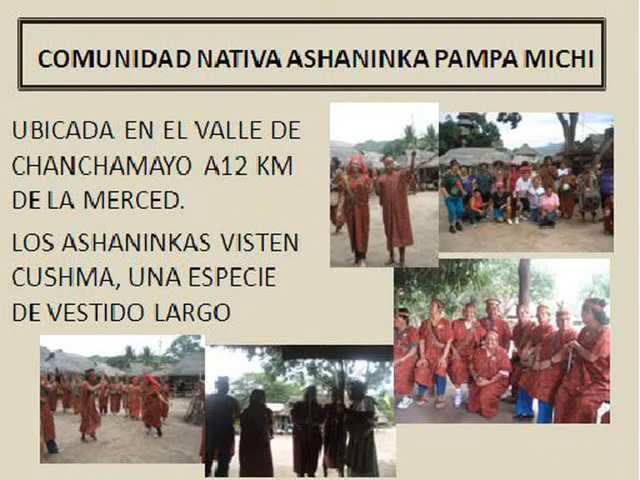 COMUNIDAD NATIVA ASHANINKA PAMPA MICHI
UBICADA EN EL VALLE DE
CHANCHAMAYO A12 KM
DE LA MERCED.
LOS ASHANINKAS VISTEN
CUSHMA, UNA ESPECIE
DE VESTIDO LARGO